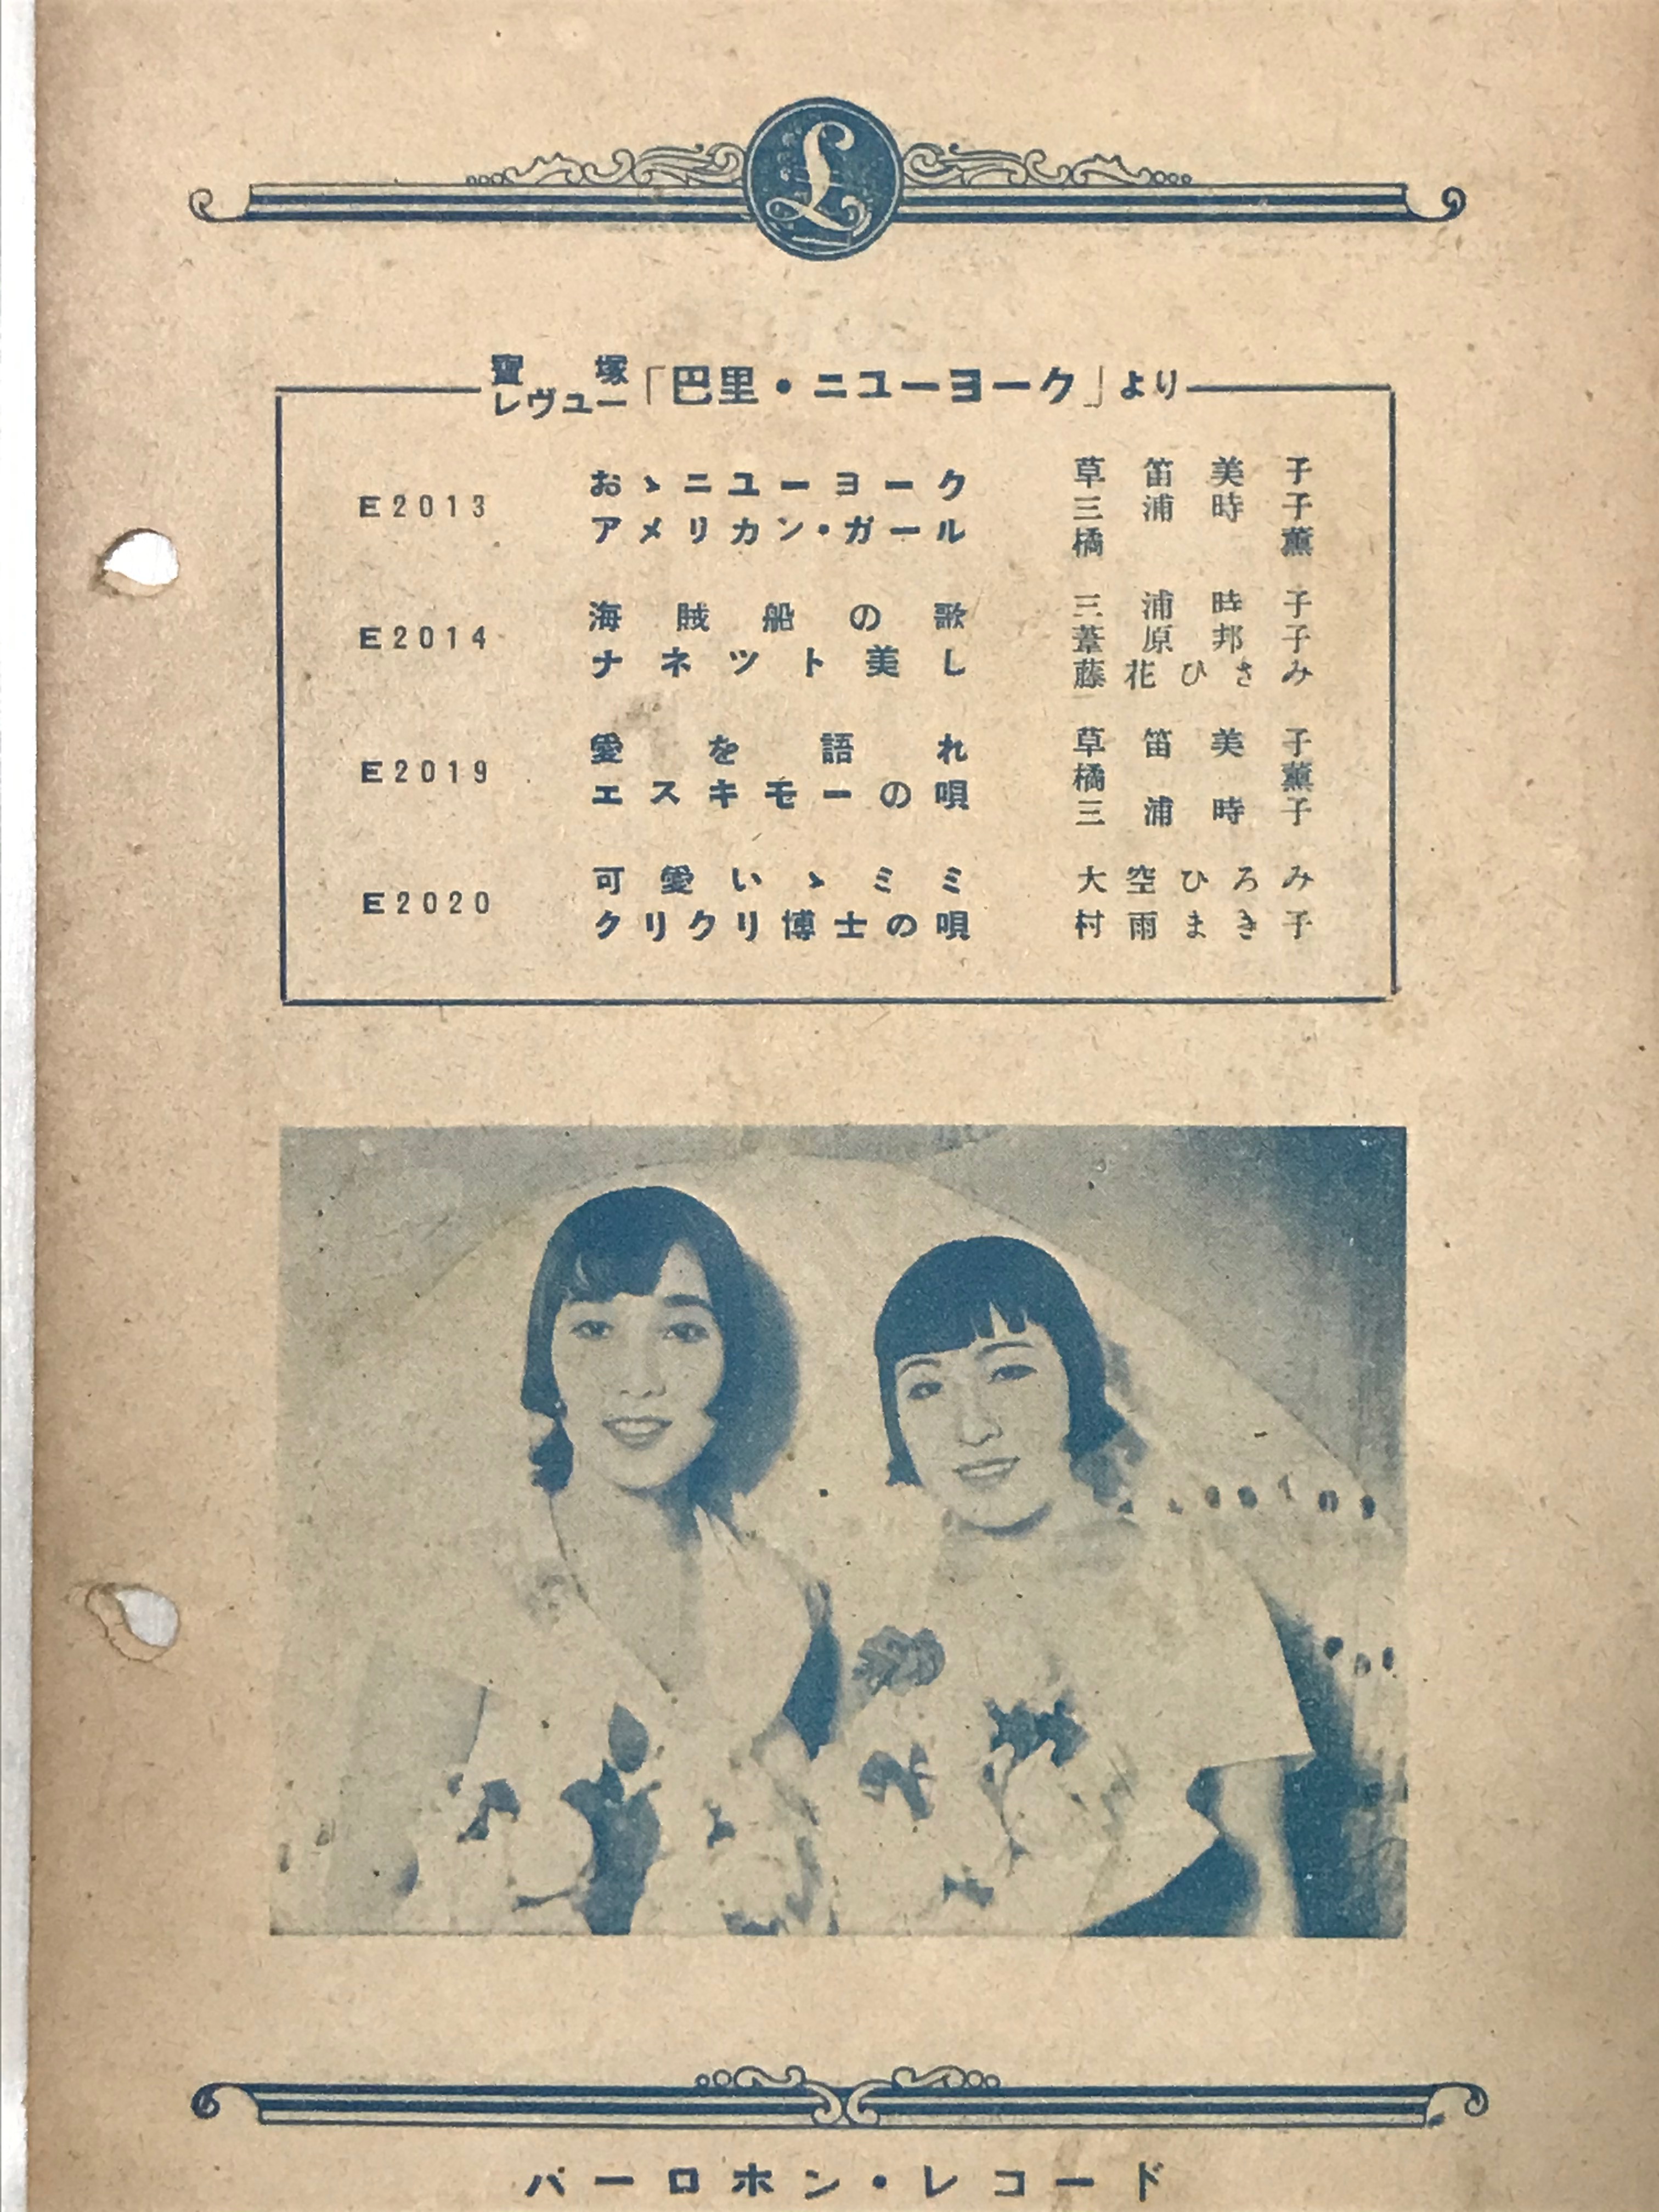 £
寶塚レヴユー「巴里・ニユーヨーク」より
E2013
おゝニユーヨーク
アメリカン・ガール
草笛美子
三浦時子
橘薫
E2014
海賊船の歌
ナネツト美し
三浦時子
葦原邦子
藤花ひさみ
E2019
愛を語れ
エスキモーの唄
草笛美子
橘薫
三浦時子
E2020
可愛いゝミミ
クリクリ博士の唄
大空ひろみ
村雨まき子
パーロホン・レコード